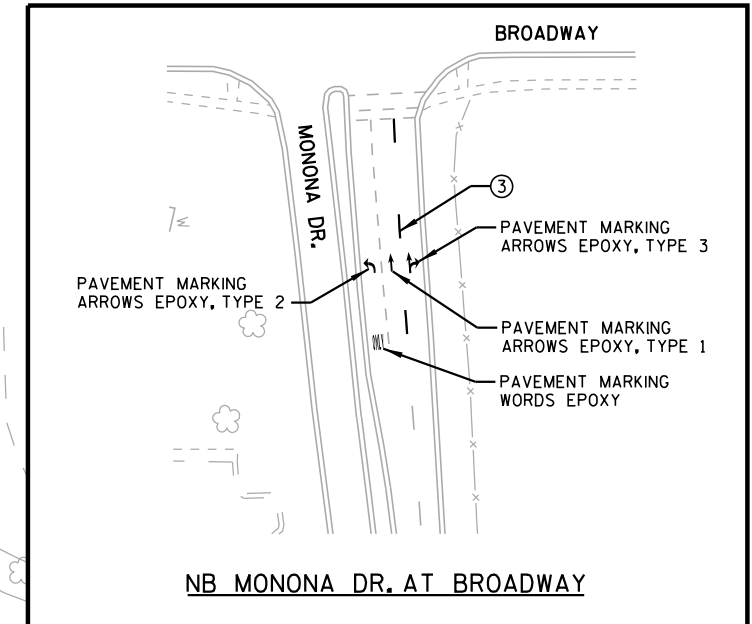 BROADWAY
MONONA DR.
3
PAVEMENT MARKING
ARROWS EPOXY, TYPE 3
PAVEMENT MARKING
ARROWS EPOXY, TYPE 2
PAVEMENT MARKING
ARROWS EPOXY, TYPE 1
ONLY
PAVEMENT MARKING
WORDS EPOXY
NB MONONA DR. AT BROADWAY